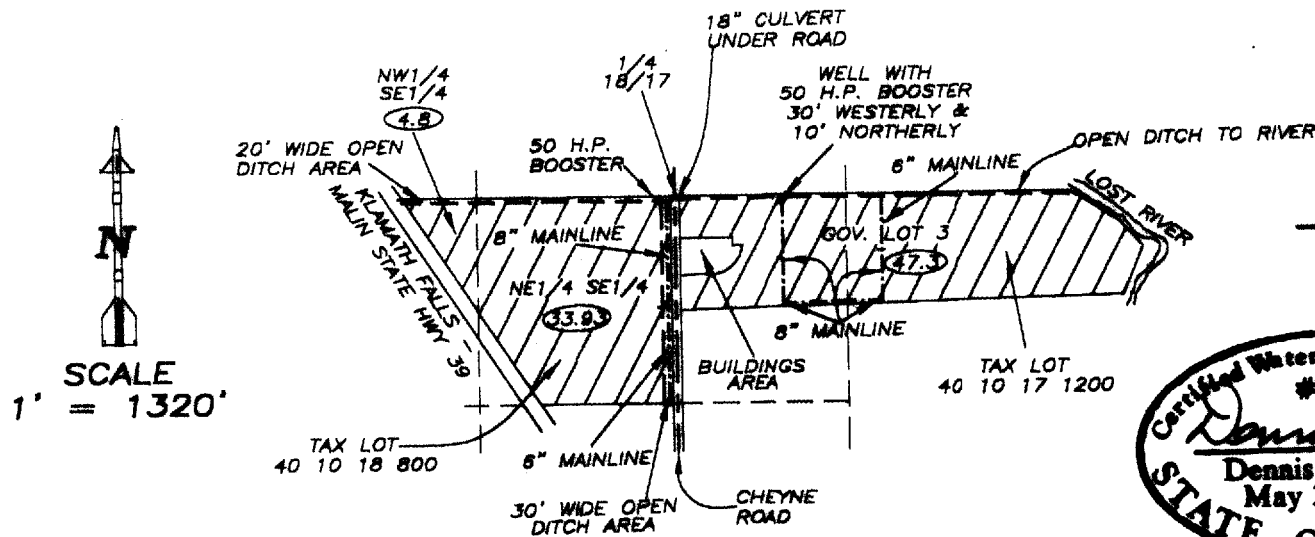 18" CULVERT
UNDER ROAD
1/4
18/17
NW1/4
SE1/4
4.8
WELL WITH
50 H.P. BOOSTER
30' WESTERLY &
10' NORTHERLY
20' WIDE OPEN
DITCH AREA
50 H.P.
BOOSTER
6" MAINLINE
OPEN DITCH TO RIVER
LOST RIVER
KLAMATH FALLS -
MALIN STATE HWY 39
N
8" MAINLINE
GOV. LOT 3
47.3
NE1/4 SE1/4
33.93
8" MAINLINE
SCALE
1' = 1320'
BUILDINGS
AREA
TAX LOT
40 10 17 1200
TAX LOT
40 10 18 800
6" MAINLINE
30' WIDE OPEN
DITCH AREA
CHEYNE
ROAD
Certified Water
#
Dennis
May
STATE